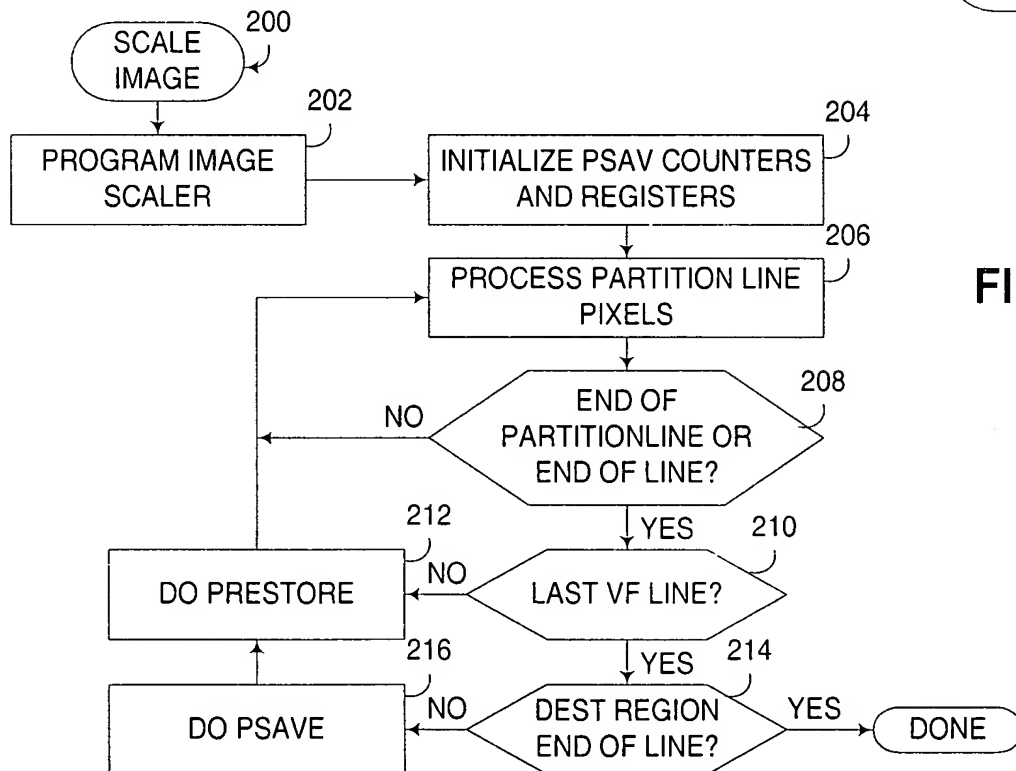 SCALE
IMAGE
200
PROGRAM IMAGE
SCALER
202
INITIALIZE PSAV COUNTERS
AND REGISTERS
204
PROCESS PARTITION LINE
PIXELS
206
FI
END OF
PARTITIONLINE OR
END OF LINE?
208
NO
YES
LAST VF LINE?
210
NO
DO PRESTORE
212
YES
DEST REGION
END OF LINE?
214
NO
DO PSAVE
216
YES
DONE